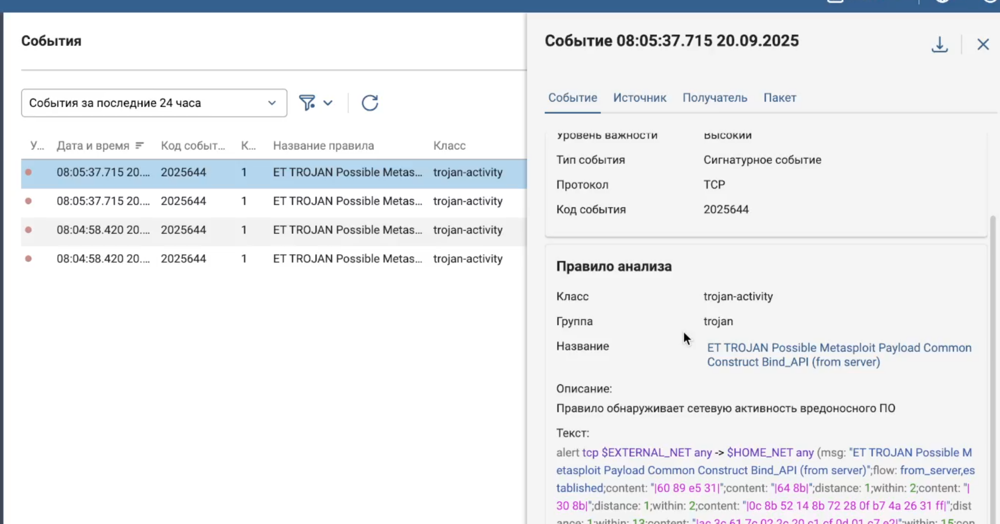 События
События за последние 24 часа
У... Дата и время Код событ... К... Название правила Класс
08:05:37.715 20.... 2025644 1 ET TROJAN Possible Metas... trojan-activity
08:05:37.715 20.... 2025644 1 ET TROJAN Possible Metas... trojan-activity
08:04:58.420 20.... 2025644 1 ET TROJAN Possible Metas... trojan-activity
08:04:58.420 20.... 2025644 1 ET TROJAN Possible Metas... trojan-activity
Событие 08:05:37.715 20.09.2025
Событие Источник Получатель Пакет
Уровень важности Высокий
Тип события Сигнатурное событие
Протокол TCP
Код события 2025644
Правило анализа
Класс trojan-activity
Группа trojan
Название ET TROJAN Possible Metasploit Payload Common
Construct Bind_API (from server)
Описание:
Правило обнаруживает сетевую активность вредоносного ПО
Текст:
alert tcp $EXTERNAL_NET any -> $HOME_NET any (msg: "ET TROJAN Possible M
etasploit Payload Common Construct Bind_API (from server)";flow: from_server,es
tablished;content: "|60 89 e5 31|";content: "|64 8b|";distance: 1;within: 2;content: "|
30 8b|";distance: 1;within: 2;content: "|0c 8b 52 14 8b 72 28 0f b7 4a 26 31 ff|";dist
ance: 1;within: 13;content: "|ac 3c 61 7c 02 2c 20 c1 cf 0d 01 c7 e2|";within: 15;con